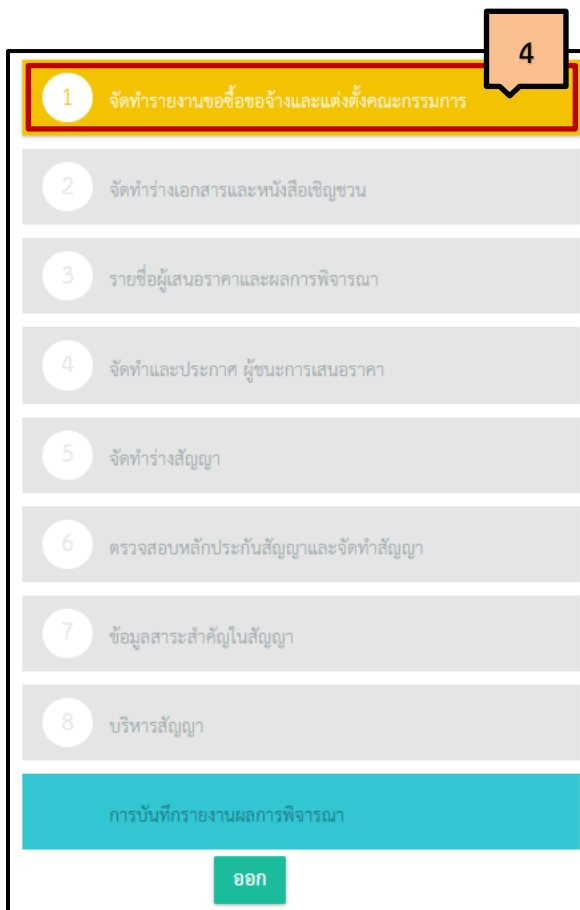 4
1 จัดทำรายงานขอซื้อขอจ้างและแต่งตั้งคณะกรรมการ
2 จัดทำร่างเอกสารและหนังสือเชิญชวน
3 รายชื่อผู้เสนอราคาและผลการพิจารณา
4 จัดทำและประกาศ ผู้ชนะการเสนอราคา
5 จัดทำร่างสัญญา
6 ตรวจสอบหลักประกันสัญญาและจัดทำสัญญา
7 ข้อมูลสาระสำคัญในสัญญา
8 บริหารสัญญา
การบันทึกรายงานผลการพิจารณา
ออก